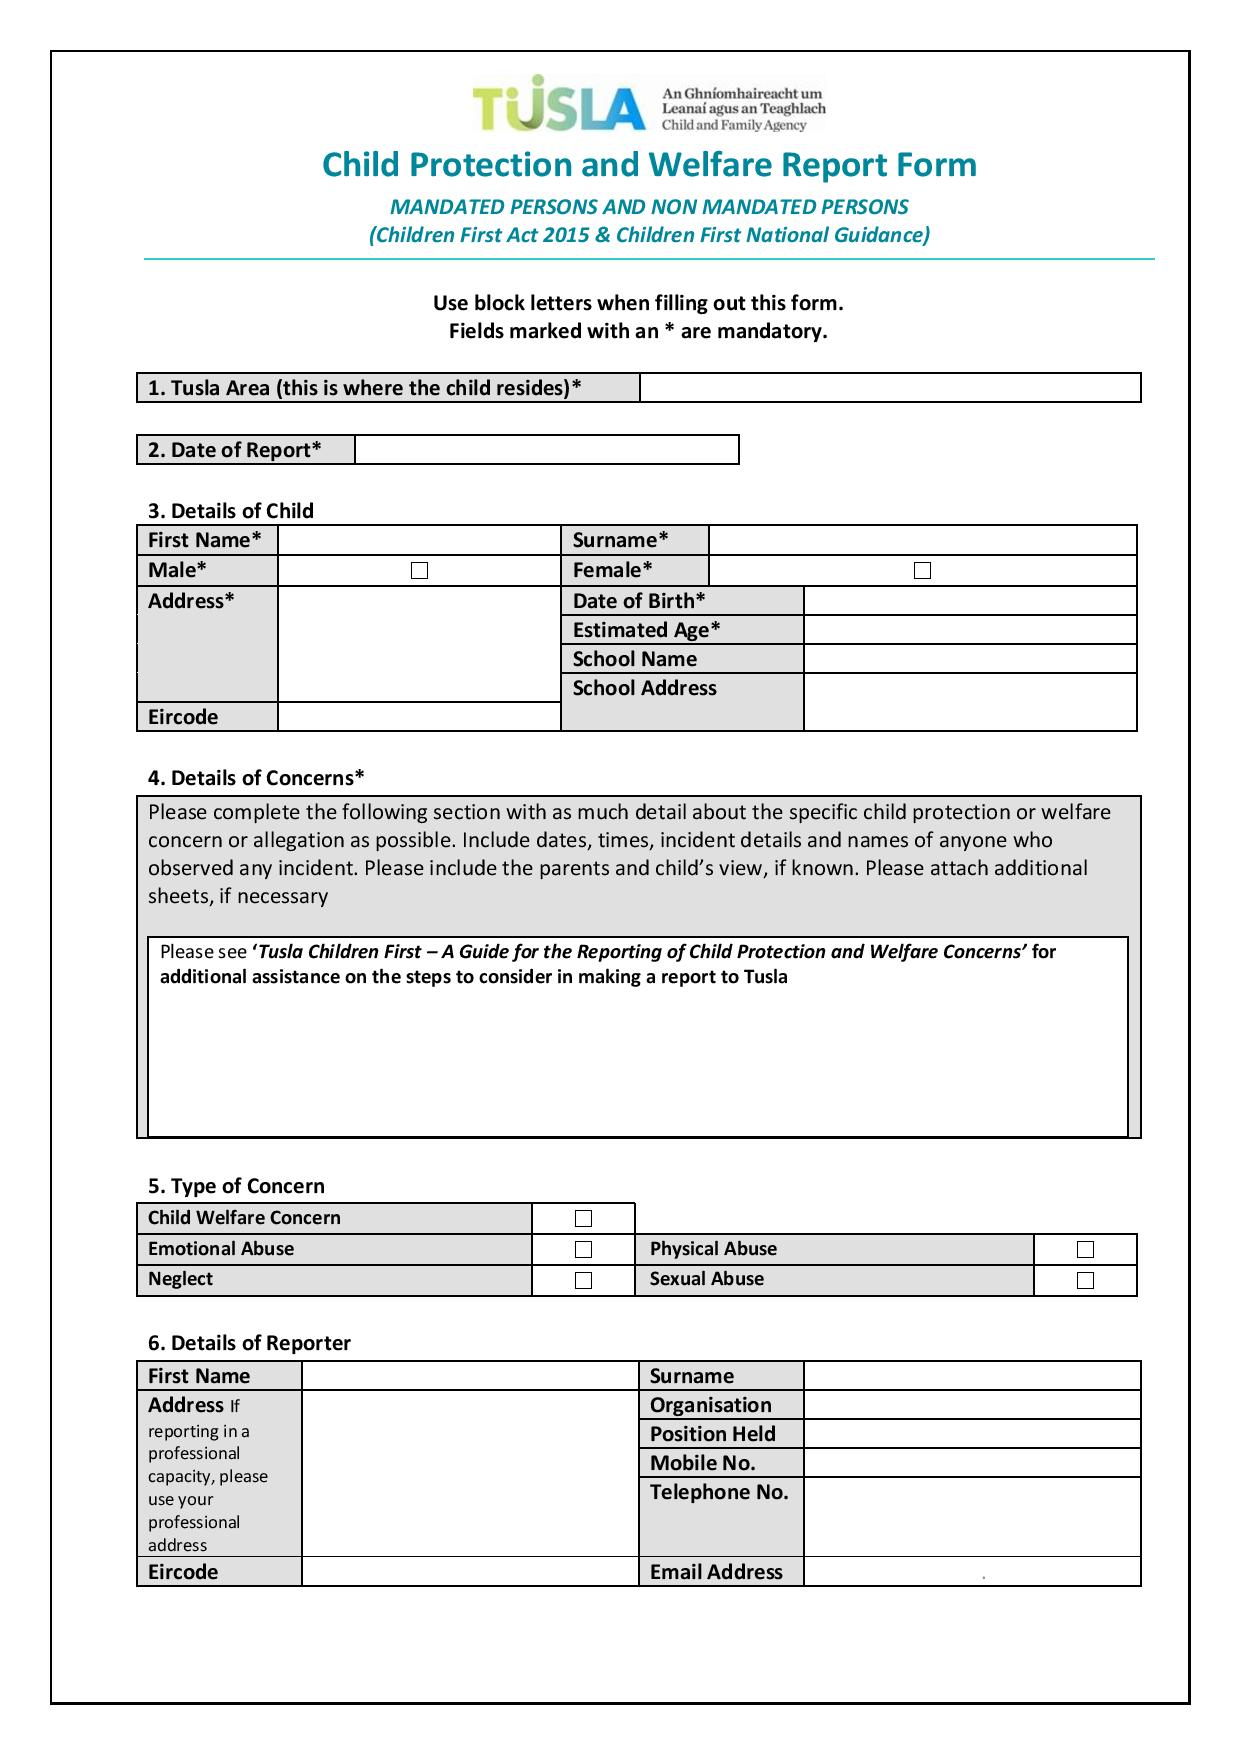 TUSLA
An Ghníomhaireacht um
Leanaí agus an Teaghlach
Child and Family Agency
Child Protection and Welfare Report Form
MANDATED PERSONS AND NON MANDATED PERSONS
(Children First Act 2015 & Children First National Guidance)
Use block letters when filling out this form.
Fields marked with an * are mandatory.
1. Tusla Area (this is where the child resides)*
2. Date of Report*
3. Details of Child
First Name* Surname*
Male* ☐ Female* ☐
Address* Date of Birth*
Estimated Age*
School Name
School Address
Eircode
4. Details of Concerns*
Please complete the following section with as much detail about the specific child protection or welfare
concern or allegation as possible. Include dates, times, incident details and names of anyone who
observed any incident. Please include the parents and child’s view, if known. Please attach additional
sheets, if necessary
Please see ‘Tusla Children First – A Guide for the Reporting of Child Protection and Welfare Concerns’ for
additional assistance on the steps to consider in making a report to Tusla
5. Type of Concern
Child Welfare Concern ☐
Emotional Abuse ☐ Physical Abuse ☐
Neglect ☐ Sexual Abuse ☐
6. Details of Reporter
First Name Surname
Address If Organisation
reporting in a Position Held
professional Mobile No.
capacity, please
use your Telephone No.
professional
address
Eircode Email Address .